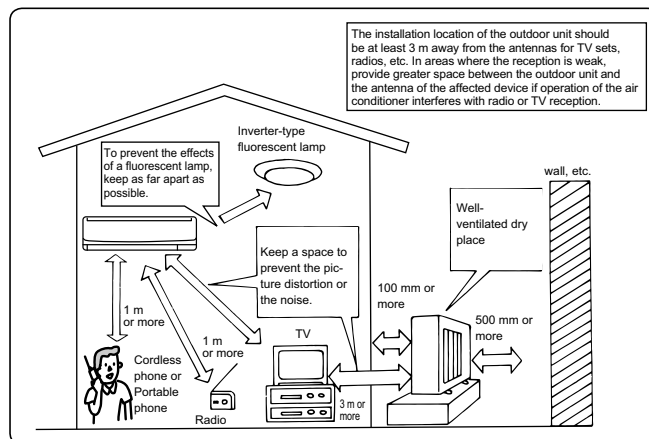 The installation location of the outdoor unit should
be at least 3 m away from the antennas for TV sets,
radios, etc. In areas where the reception is weak,
provide greater space between the outdoor unit and
the antenna of the affected device if operation of the air
conditioner interferes with radio or TV reception.
Inverter-type
fluorescent lamp
To prevent the effects
of a fluorescent lamp,
keep as far apart as
possible.
wall, etc.
Well-
ventilated dry
place
Keep a space to
prevent the pic-
ture distortion or
the noise.
100 mm or
more
500 mm or
more
1 m
or more
1 m
or more
TV
Cordless
phone or
Portable
phone
Radio
3 m or
more